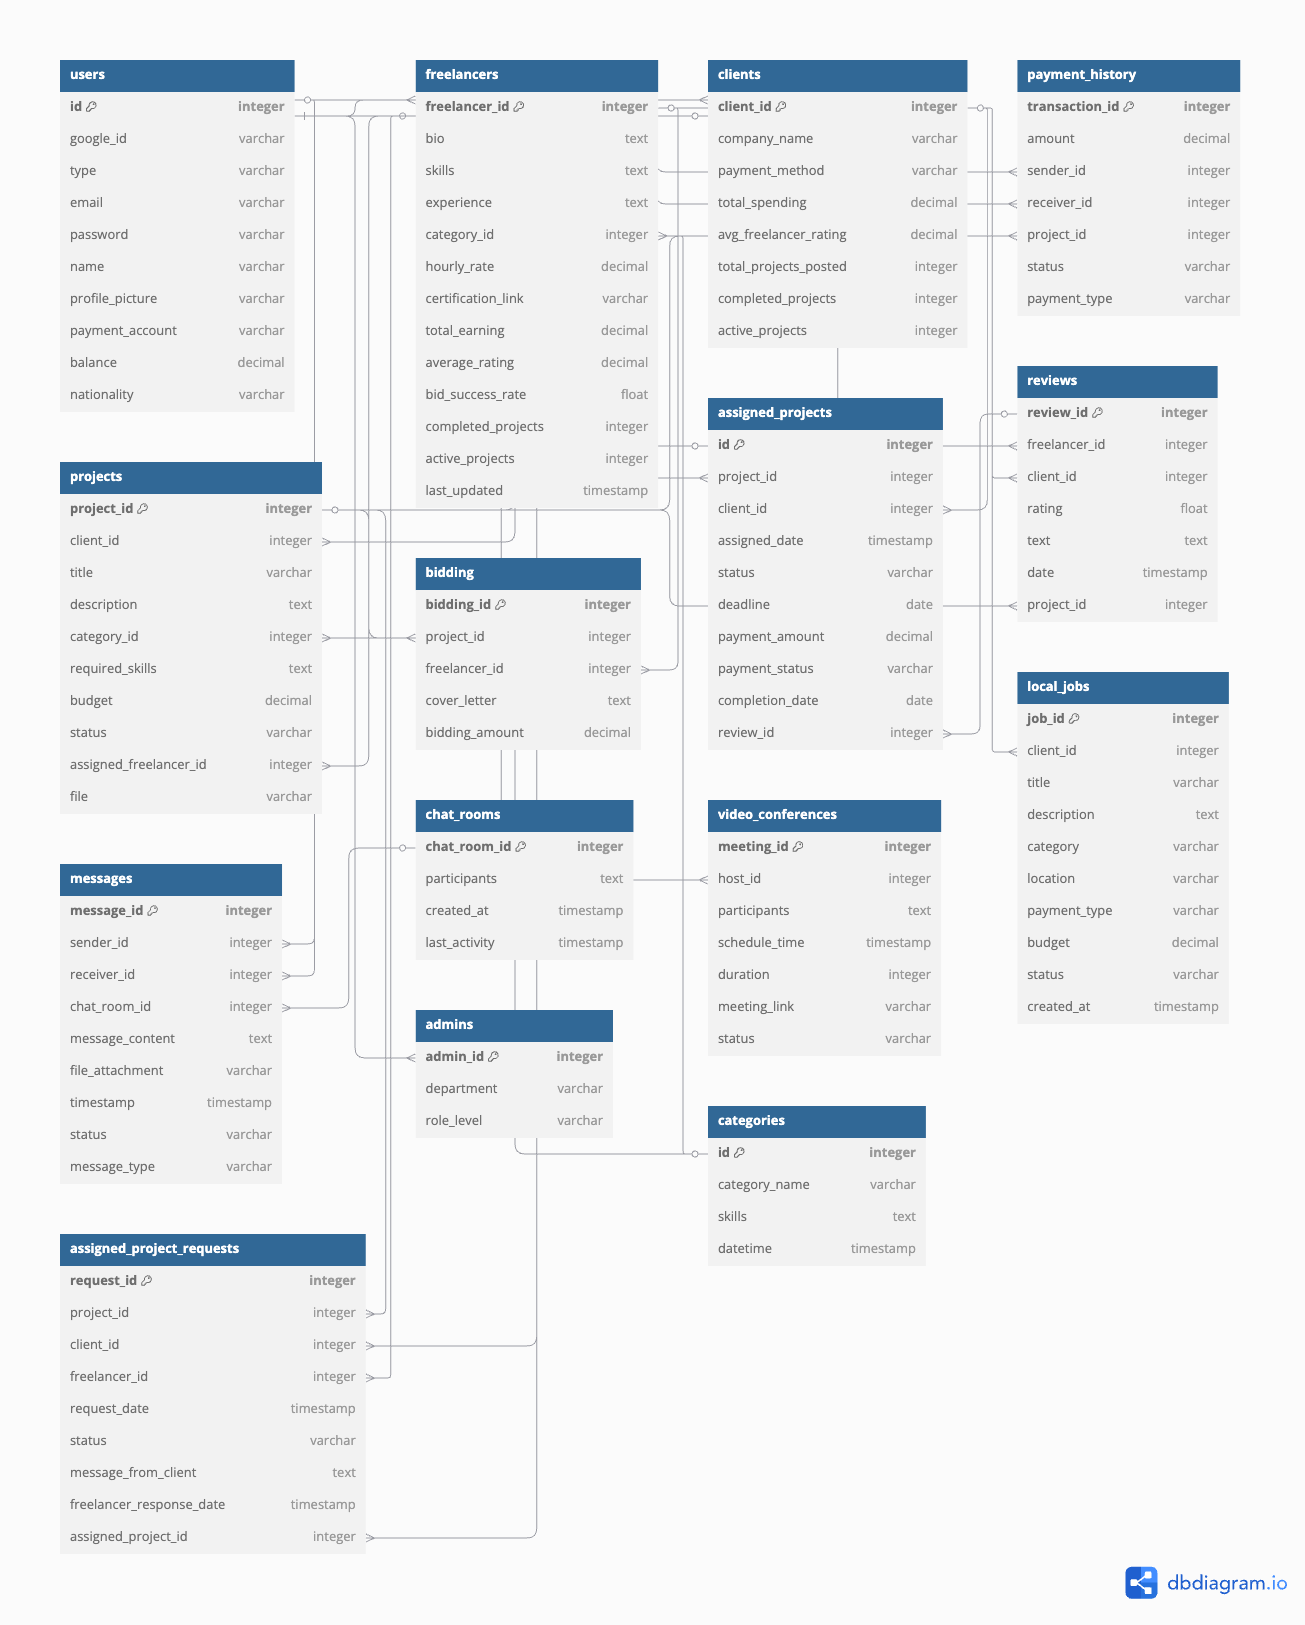 users
id integer
google_id varchar
type varchar
email varchar
password varchar
name varchar
profile_picture varchar
payment_account varchar
balance decimal
nationality varchar
freelancers
freelancer_id integer
bio text
skills text
experience text
category_id integer
hourly_rate decimal
certification_link varchar
total_earning decimal
average_rating decimal
bid_success_rate float
completed_projects integer
active_projects integer
last_updated timestamp
clients
client_id integer
company_name varchar
payment_method varchar
total_spending decimal
avg_freelancer_rating decimal
total_projects_posted integer
completed_projects integer
active_projects integer
payment_history
transaction_id integer
amount decimal
sender_id integer
receiver_id integer
project_id integer
status varchar
payment_type varchar
reviews
review_id integer
freelancer_id integer
client_id integer
rating float
text text
date timestamp
project_id integer
assigned_projects
id integer
project_id integer
client_id integer
assigned_date timestamp
status varchar
deadline date
payment_amount decimal
payment_status varchar
completion_date date
review_id integer
projects
project_id integer
client_id integer
title varchar
description text
category_id integer
required_skills text
budget decimal
status varchar
assigned_freelancer_id integer
file varchar
bidding
bidding_id integer
project_id integer
freelancer_id integer
cover_letter text
bidding_amount decimal
local_jobs
job_id integer
client_id integer
title varchar
description text
category varchar
location varchar
payment_type varchar
budget decimal
status varchar
created_at timestamp
chat_rooms
chat_room_id integer
participants text
created_at timestamp
last_activity timestamp
video_conferences
meeting_id integer
host_id integer
participants text
schedule_time timestamp
duration integer
meeting_link varchar
status varchar
messages
message_id integer
sender_id integer
receiver_id integer
chat_room_id integer
message_content text
file_attachment varchar
timestamp timestamp
status varchar
message_type varchar
admins
admin_id integer
department varchar
role_level varchar
categories
id integer
category_name varchar
skills text
datetime timestamp
assigned_project_requests
request_id integer
project_id integer
client_id integer
freelancer_id integer
request_date timestamp
status varchar
message_from_client text
freelancer_response_date timestamp
assigned_project_id integer
dbdiagram.io